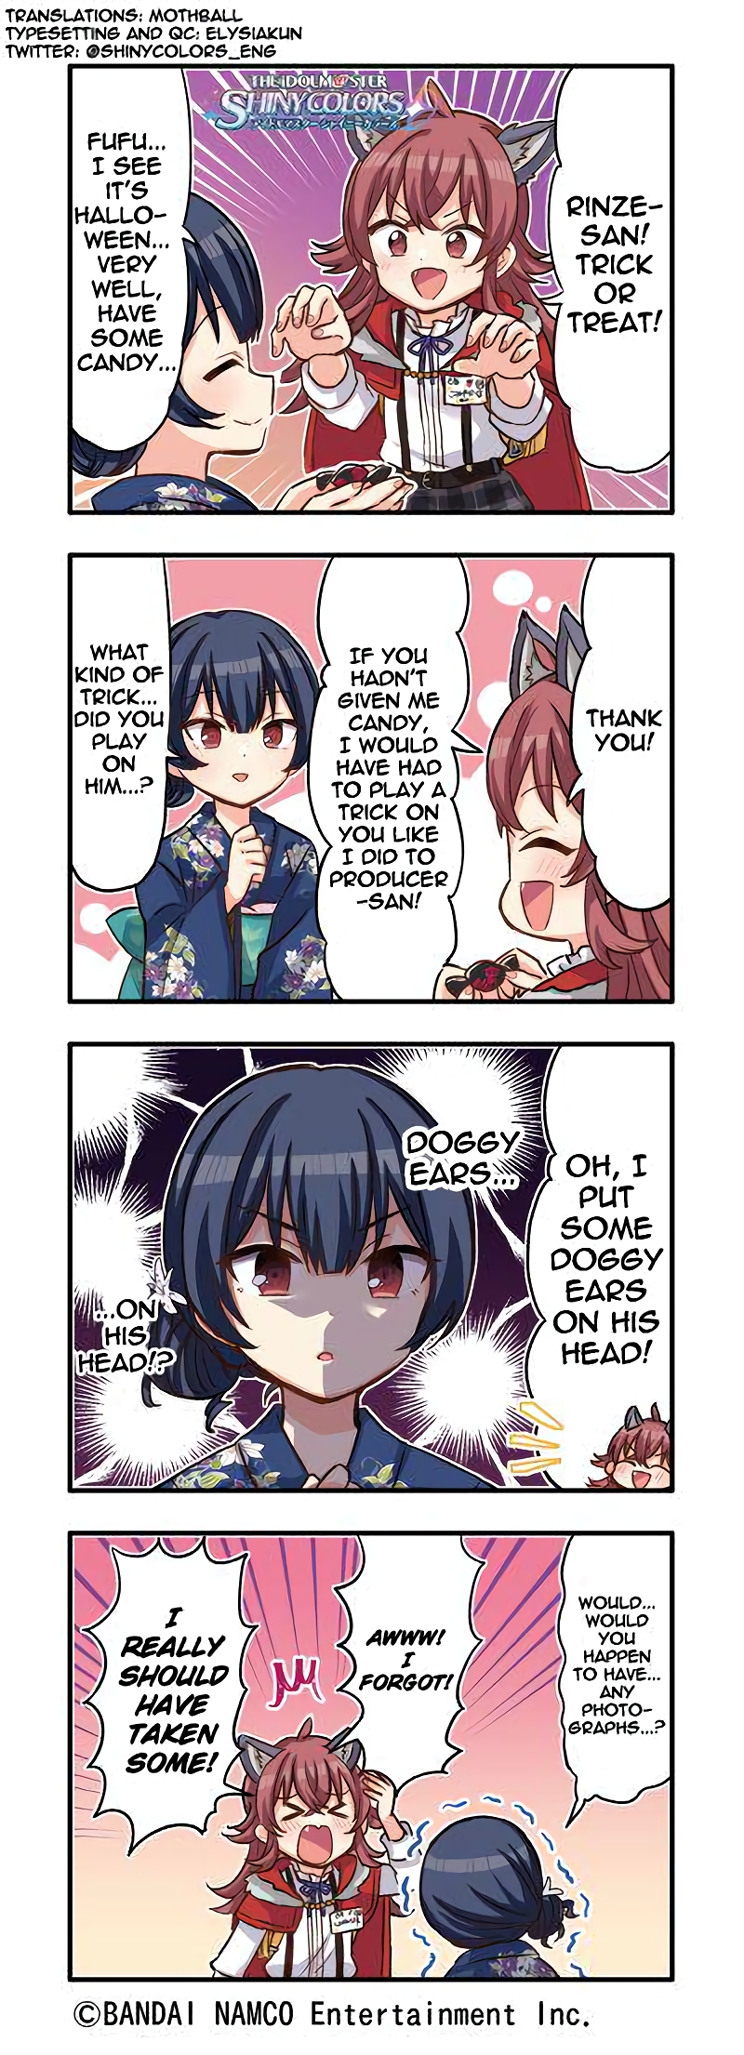 TRANSLATIONS: MOTHBALL
TYPESETTING AND QC: ELYSIAKUN
TWITTER: @SHINYCOLORS_ENG
THE IDOLM@STER
SHINY COLORS
RINZE-
SAN!
TRICK
OR
TREAT!
FUFU...
I SEE
IT'S
HALLO-
WEEN...
VERY
WELL,
HAVE
SOME
CANDY...
THANK
YOU!
IF YOU
HADN'T
GIVEN ME
CANDY,
I WOULD
HAVE HAD
TO PLAY A
TRICK ON
YOU LIKE
I DID TO
PRODUCER
-SAN!
WHAT
KIND OF
TRICK...
DID YOU
PLAY
ON
HIM...?
OH, I
PUT
SOME
DOGGY
EARS
ON HIS
HEAD!
DOGGY
EARS...
...ON
HIS
HEAD!?
WOULD...
WOULD
YOU
HAPPEN
TO HAVE...
ANY
PHOTO-
GRAPHS...?
AWWW!
I
FORGOT!
I
REALLY
SHOULD
HAVE
TAKEN
SOME!
©BANDAI NAMCO Entertainment Inc.